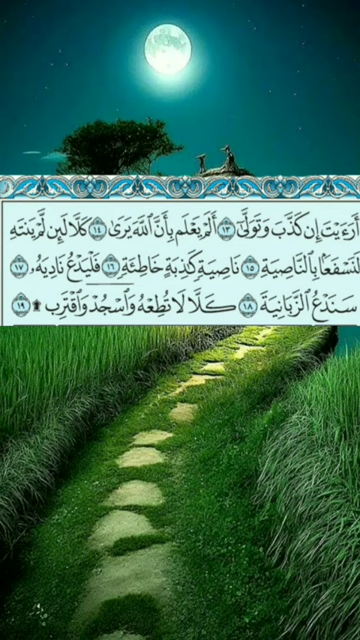 أَرَءَيْتَ إِن كَذَّبَ وَتَوَلَّىٰٓ ١٣ أَلَمْ يَعْلَم بِأَنَّ ٱللَّهَ يَرَىٰ ١٤ كَلَّا لَئِن لَّمْ يَنتَهِ
لَنَسْفَعًۢا بِٱلنَّاصِيَةِ ١٥ نَاصِيَةٍ كَٰذِبَةٍ خَاطِئَةٍ ١٦ فَلْيَدْعُ نَادِيَهُۥ ١٧
سَنَدْعُ ٱلزَّبَانِيَةَ ١٨ كَلَّا لَا تُطِعْهُ وَٱسْجُدْ وَٱقْتَرِب ۩ ١٩